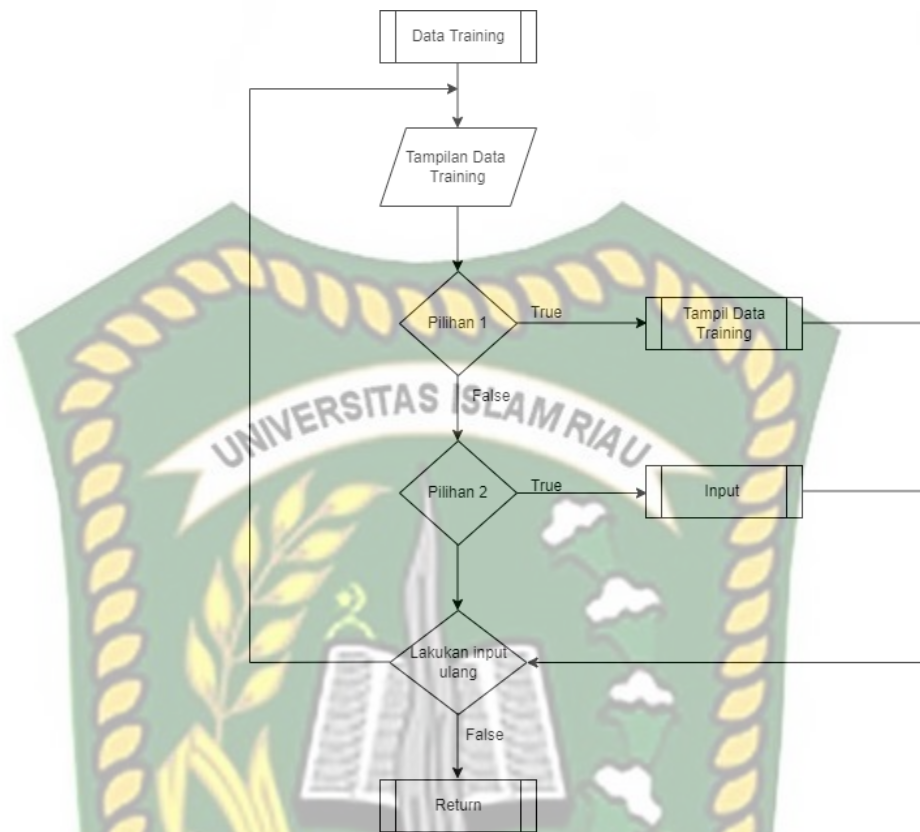 Data Training
Tampilan Data
Training
Pilihan 1
True
Tampil Data
Training
False
UNIVERSITAS ISLAM RIAU
Pilihan 2
True
Input
Lakukan input
ulang
False
Return